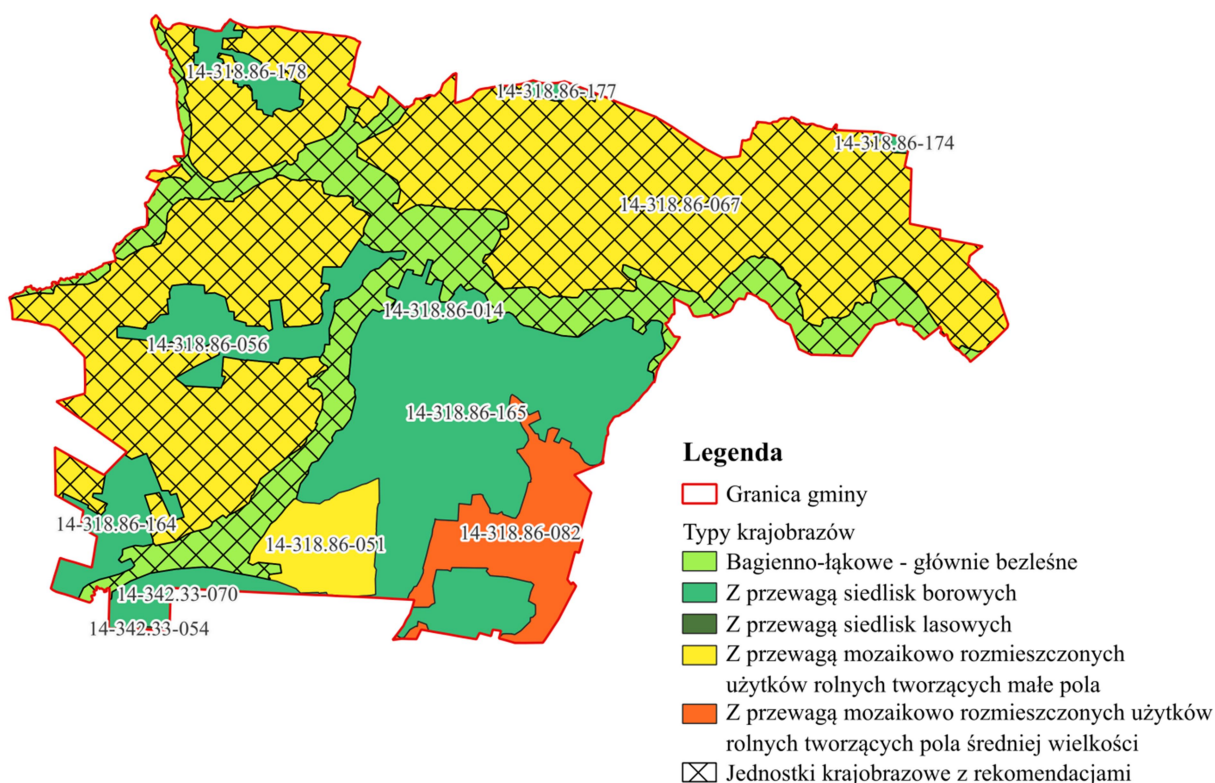 14-318.86-178
14-318.86-177
14-318.86-174
14-318.86-067
14-318.86-014
14-318.86-056
14-318.86-165
14-318.86-164
14-318.86-051
14-318.86-082
14-342.33-070
14-342.33-054
Legenda
Granica gminy
Typy krajobrazów
Bagienno-łąkowe - głównie bezleśne
Z przewagą siedlisk borowych
Z przewagą siedlisk lasowych
Z przewagą mozaikowo rozmieszczonych
użytków rolnych tworzących małe pola
Z przewagą mozaikowo rozmieszczonych użytków
rolnych tworzących pola średniej wielkości
Jednostki krajobrazowe z rekomendacjami